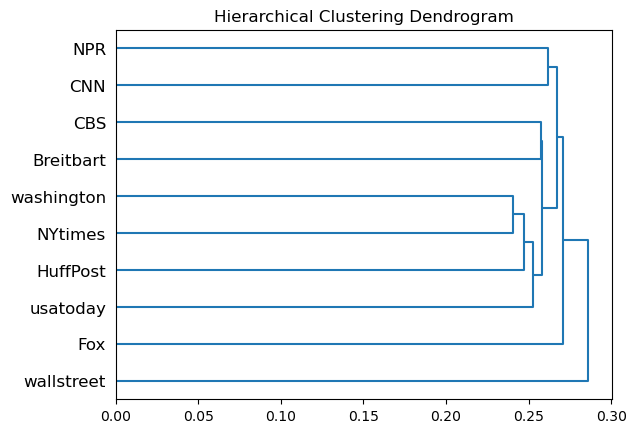 Hierarchical Clustering Dendrogram
NPR
CNN
CBS
Breitbart
washington
NYtimes
HuffPost
usatoday
Fox
wallstreet
0.00 0.05 0.10 0.15 0.20 0.25 0.30